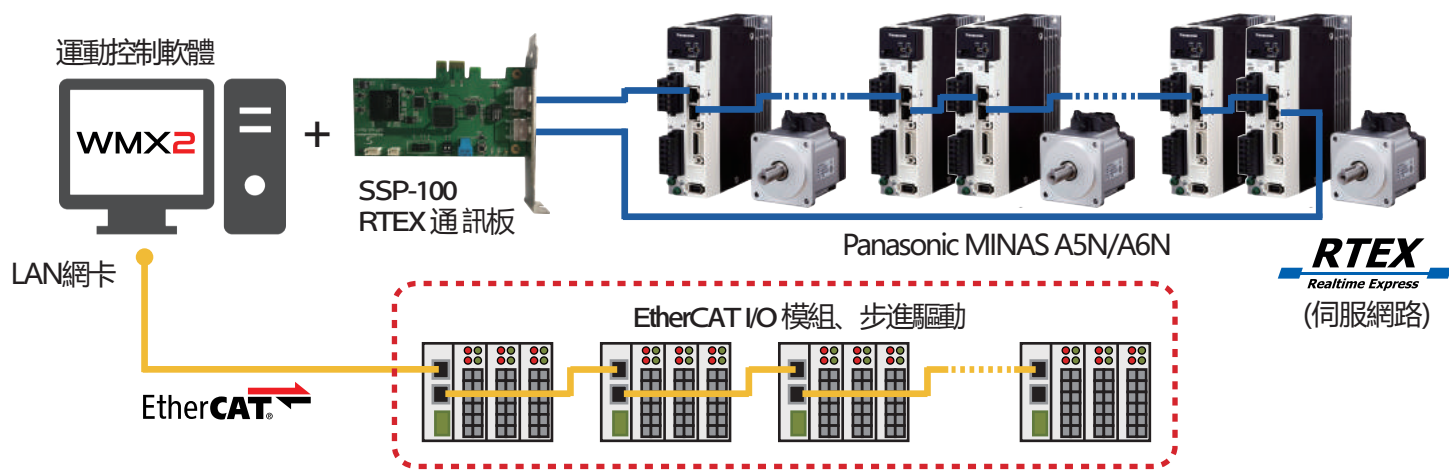 運動控制軟體
WMX2
+
SSP-100
RTEX 通訊板
Panasonic MINAS A5N/A6N
RTEX
Realtime Express
(伺服網路)
LAN網卡
EtherCAT I/O 模組、步進驅動
EtherCAT®